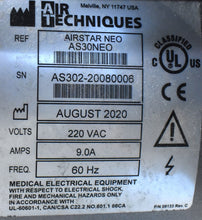 AIR TECHNIQUES
Melville, NY 11747 USA
REF AIRSTAR NEO
AS30NEO
SN AS302-20080006
AUGUST 2020
VOLTS 220 VAC
AMPS 9.0A
FREQ. 60 Hz
MEDICAL ELECTRICAL EQUIPMENT
WITH RESPECT TO ELECTRICAL SHOCK,
FIRE AND MECHANICAL HAZARDS ONLY
IN ACCORDANCE WITH
UL-60601-1, CAN/CSA C22.2 NO.601.1 68CA
Rev C